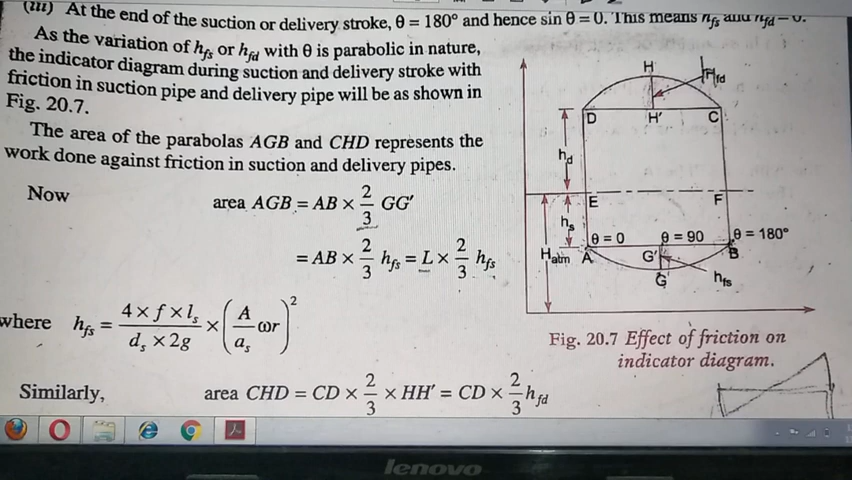 (iii) At the end of the suction or delivery stroke, θ = 180° and hence sin θ = 0. This means h_fs and h_fd = 0.
As the variation of h_fs or h_fd with θ is parabolic in nature,
the indicator diagram during suction and delivery stroke with
friction in suction pipe and delivery pipe will be as shown in
Fig. 20.7.
The area of the parabolas AGB and CHD represents the
work done against friction in suction and delivery pipes.
Now area AGB = AB × 2/3 GG′
= AB × 2/3 h_fs = L × 2/3 h_fs
where h_fs = (4 × f × l_s)/(d_s × 2g) × (A/a_s ωr)²
Similarly, area CHD = CD × 2/3 × HH′ = CD × 2/3 h_fd
H
H_fd
D H′ C
h_d
E F
h_s
θ = 0 θ = 90 θ = 180°
H_atm A G′ B
G h_fs
Fig. 20.7 Effect of friction on
indicator diagram.
lenovo